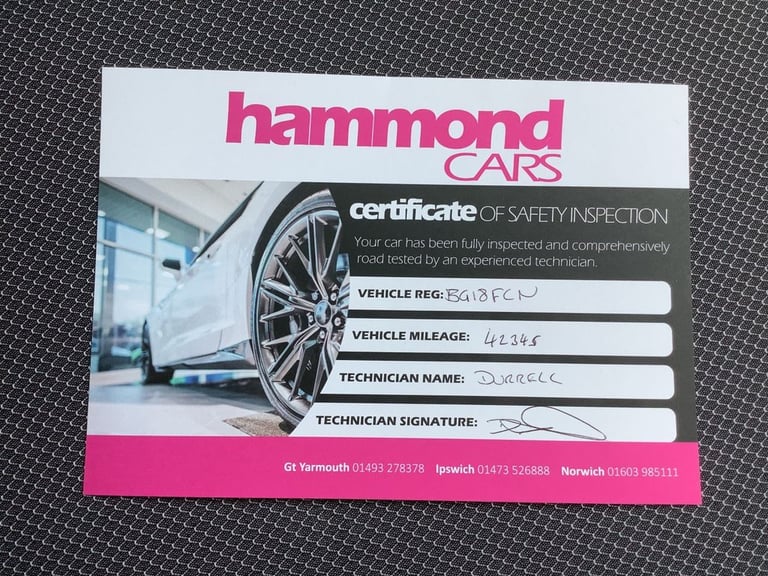 hammond
CARS
certificate OF SAFETY INSPECTION
Your car has been fully inspected and comprehensively
road tested by an experienced technician.
VEHICLE REG: BG18FCN
VEHICLE MILEAGE: 42345
TECHNICIAN NAME: DURRELL
TECHNICIAN SIGNATURE:
Gt Yarmouth 01493 278378 Ipswich 01473 526888 Norwich 01603 985111